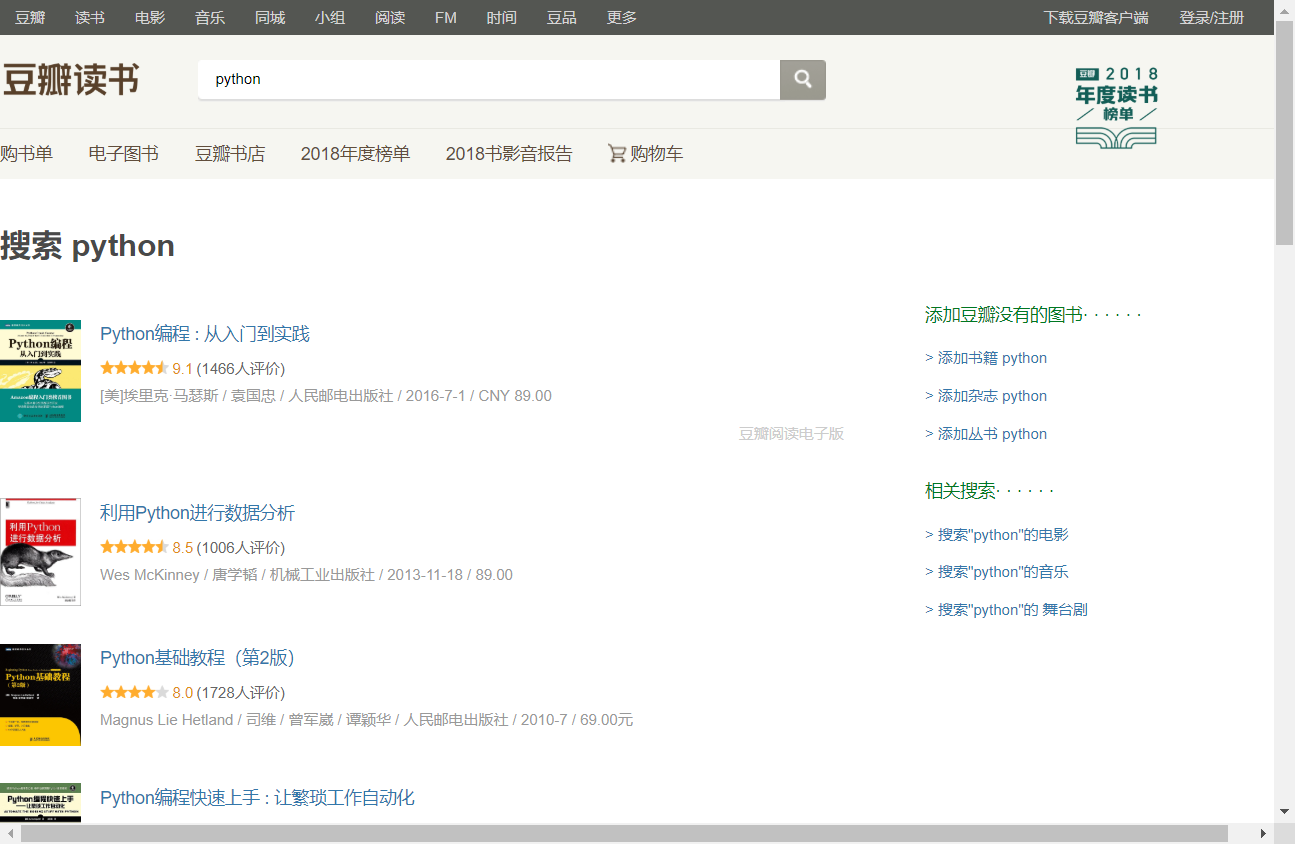 豆瓣 读书 电影 音乐 同城 小组 阅读 FM 时间 豆品 更多 下载豆瓣客户端 登录/注册
豆瓣读书 python
豆瓣 2018
年度读书
榜单
购书单 电子图书 豆瓣书店 2018年度榜单 2018书影音报告 购物车
搜索 python
Python编程
从入门到实践
Python编程 : 从入门到实践
9.1 (1466人评价)
[美]埃里克·马瑟斯 / 袁国忠 / 人民邮电出版社 / 2016-7-1 / CNY 89.00
豆瓣阅读电子版
利用Python
进行数据分析
利用Python进行数据分析
8.5 (1006人评价)
Wes McKinney / 唐学韬 / 机械工业出版社 / 2013-11-18 / 89.00
Python基础教程
(第2版)
Python基础教程（第2版）
8.0 (1728人评价)
Magnus Lie Hetland / 司维 / 曾军崴 / 谭颖华 / 人民邮电出版社 / 2010-7 / 69.00元
Python编程快速上手
让繁琐工作自动化
Python编程快速上手 : 让繁琐工作自动化
添加豆瓣没有的图书· · · · · ·
> 添加书籍 python
> 添加杂志 python
> 添加丛书 python
相关搜索· · · · · ·
> 搜索"python"的电影
> 搜索"python"的音乐
> 搜索"python"的 舞台剧